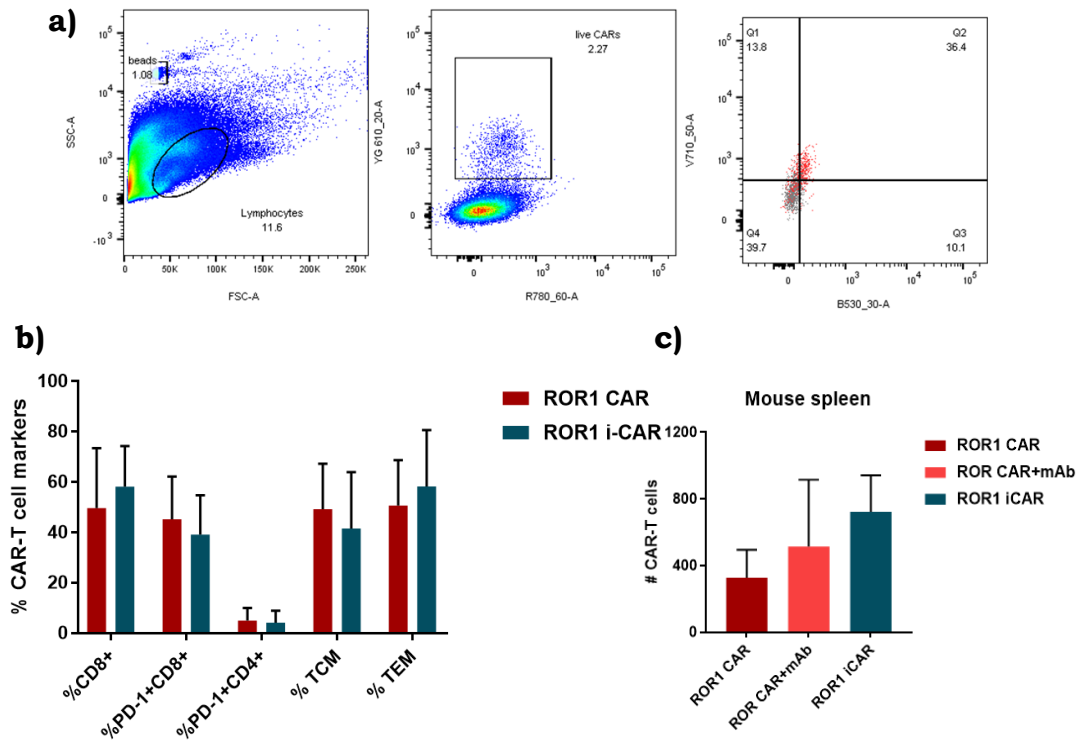 a)
10^5
10^4
10^3
0
-10^3
SSC-A
beads
1.08
Lymphocytes
11.6
0 50K 100K 150K 200K 250K
FSC-A
10^5
10^4
10^3
0
YG 610_20-A
live CARs
2.27
0 10^3 10^4 10^5
R780_60-A
10^5
10^4
10^3
0
V710_50-A
Q1
13.8
Q2
36.4
Q4
39.7
Q3
10.1
0 10^3 10^4 10^5
B530_30-A
b)
100
80
60
40
20
0
% CAR-T cell markers
%CD8+
%PD-1+CD8+
%PD-1+CD4+
% TCM
% TEM
ROR1 CAR
ROR1 i-CAR
c)
Mouse spleen
1200
800
400
0
# CAR-T cells
ROR1 CAR
ROR CAR+mAb
ROR1 iCAR
ROR1 CAR
ROR CAR+mAb
ROR1 iCAR